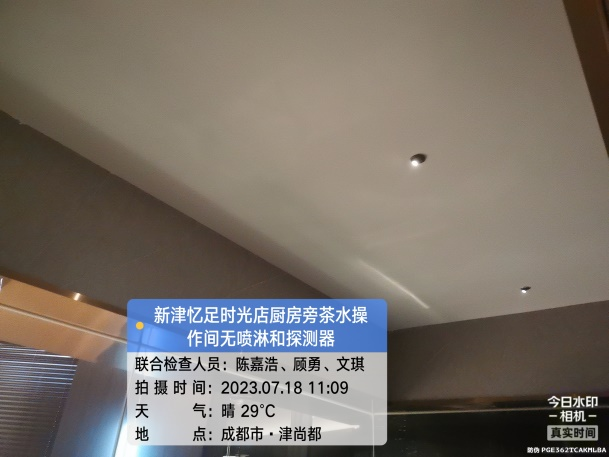 新津忆足时光店厨房旁茶水操
作间无喷淋和探测器
联合检查人员：陈嘉浩、顾勇、文琪
拍摄时间：2023.07.18 11:09
天气：晴 29°C
地点：成都市·津尚都
今日水印
相机
真实时间
防伪 PGE362TCAKMLBA